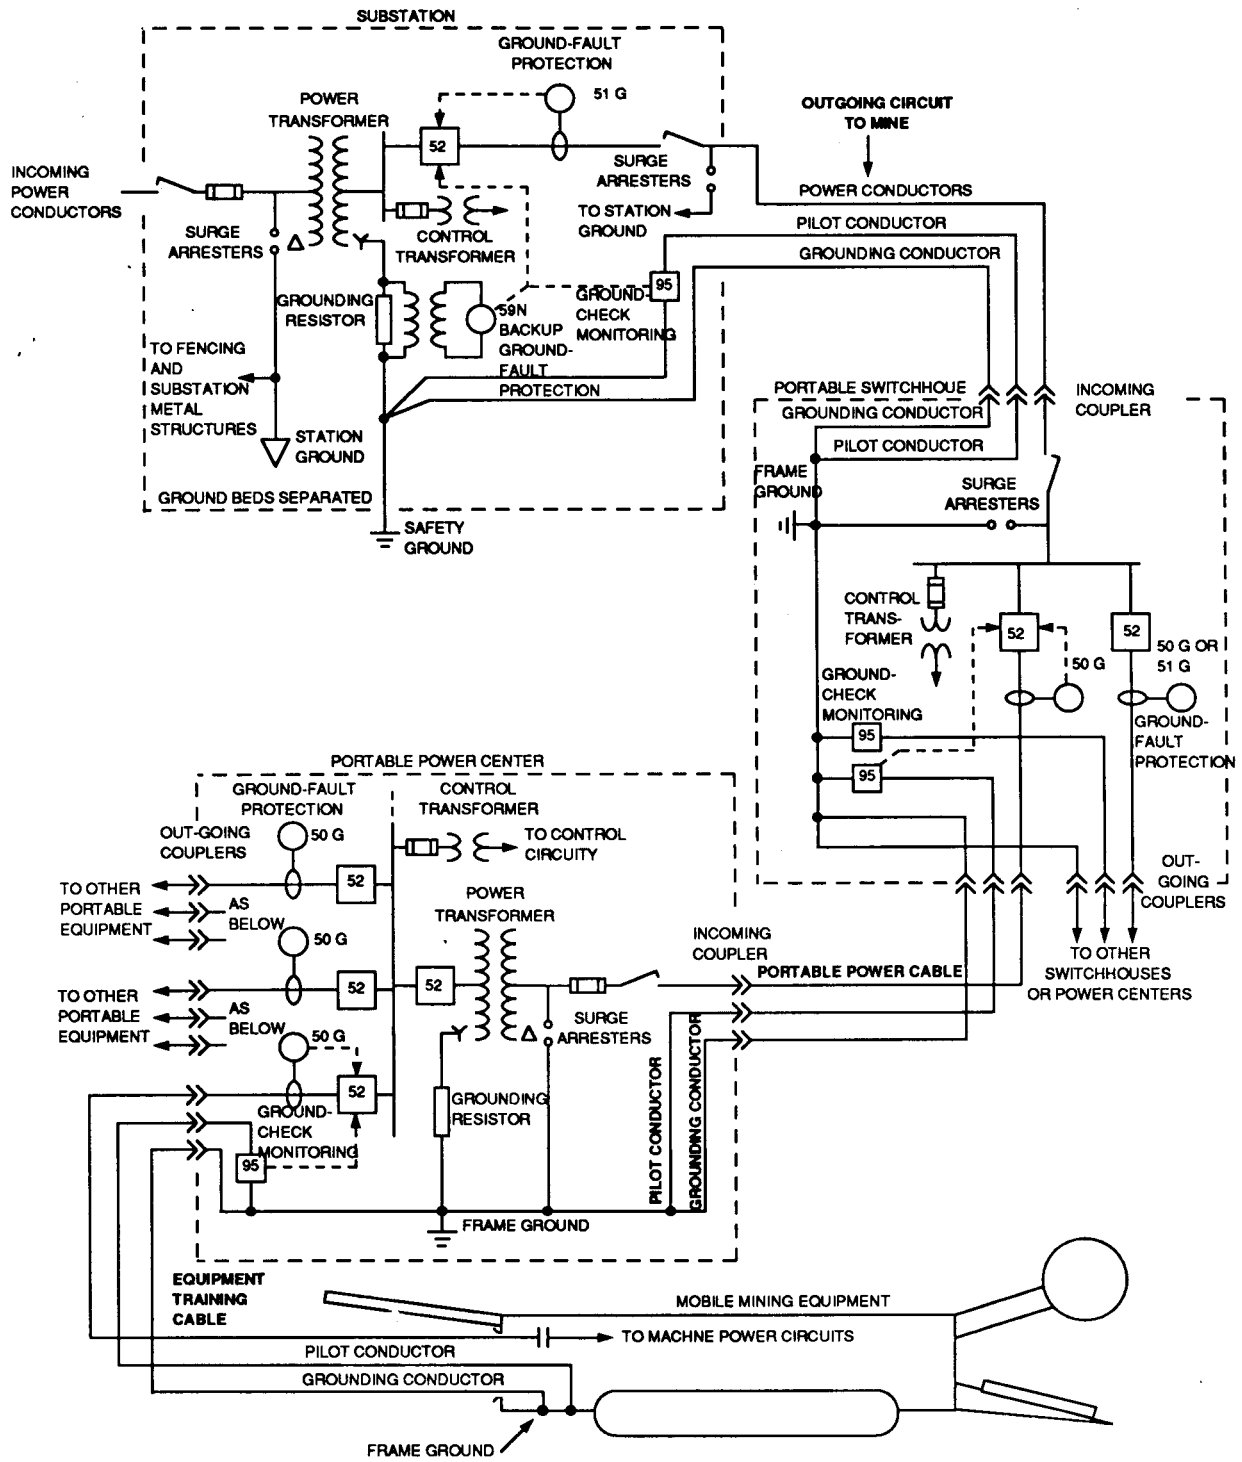 SUBSTATION
GROUND-FAULT
PROTECTION
51 G
POWER
TRANSFORMER
52
OUTGOING CIRCUIT
TO MINE
INCOMING
POWER
CONDUCTORS
SURGE
ARRESTERS
POWER CONDUCTORS
TO STATION
GROUND
PILOT CONDUCTOR
SURGE
ARRESTERS
Δ
Y
CONTROL
TRANSFORMER
GROUNDING CONDUCTOR
95
GROUNDING
RESISTOR
GROUND-
CHECK
MONITORING
59N
BACKUP
GROUND-
FAULT
PROTECTION
TO FENCING
AND
SUBSTATION
METAL
STRUCTURES
STATION
GROUND
GROUND BEDS SEPARATED
SAFETY
GROUND
PORTABLE SWITCHHOUE
INCOMING
COUPLER
GROUNDING CONDUCTOR
PILOT CONDUCTOR
FRAME
GROUND
SURGE
ARRESTERS
CONTROL
TRANS-
FORMER
52
52
50 G
50 G OR
51 G
GROUND-
CHECK
MONITORING
95
95
GROUND-
FAULT
PROTECTION
OUT-
GOING
COUPLERS
TO OTHER
SWITCHHOUSES
OR POWER CENTERS
PORTABLE POWER CENTER
GROUND-FAULT
PROTECTION
CONTROL
TRANSFORMER
OUT-GOING
COUPLERS
50 G
TO CONTROL
CIRCUITY
52
TO OTHER
PORTABLE
EQUIPMENT
AS
BELOW
POWER
TRANSFORMER
50 G
INCOMING
COUPLER
PORTABLE POWER CABLE
52
52
TO OTHER
PORTABLE
EQUIPMENT
AS
BELOW
50 G
Y
Δ
SURGE
ARRESTERS
52
GROUND-
CHECK
MONITORING
95
GROUNDING
RESISTOR
PILOT CONDUCTOR
GROUNDING CONDUCTOR
FRAME GROUND
EQUIPMENT
TRAINING
CABLE
MOBILE MINING EQUIPMENT
TO MACHNE POWER CIRCUITS
PILOT CONDUCTOR
GROUNDING CONDUCTOR
FRAME GROUND